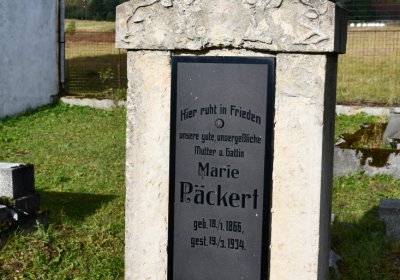 Hier ruht in Frieden
unsere gute, unvergeßliche
Mutter u. Gattin
Marie
Päckert
geb. 18./1. 1866,
gest. 19./3. 1934.